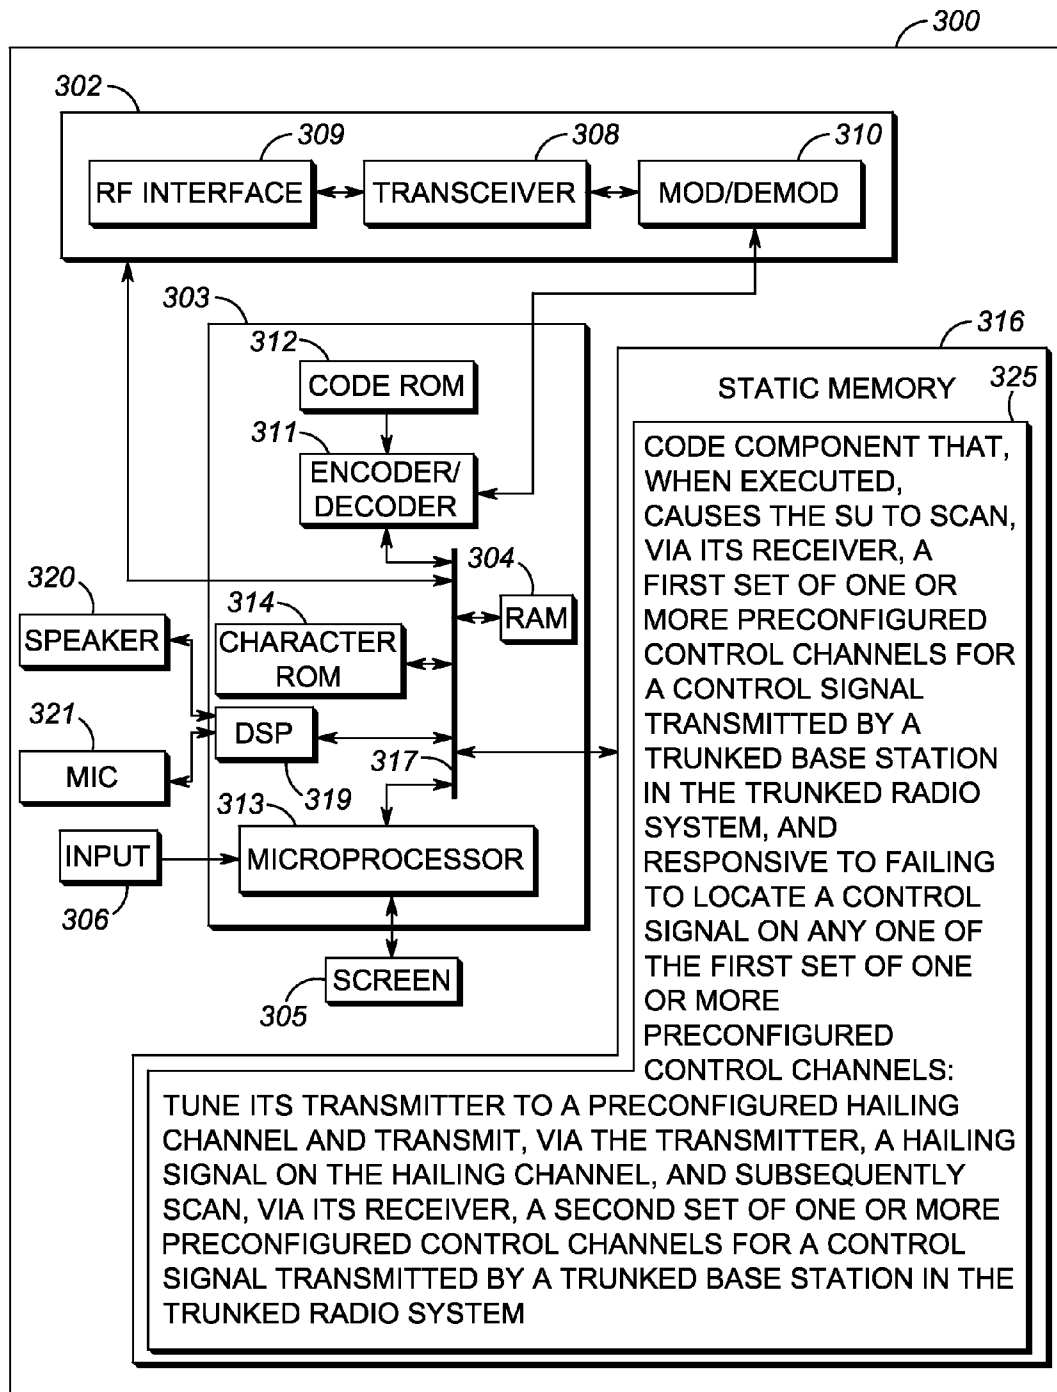 300
302
309
308
310
RF INTERFACE
TRANSCEIVER
MOD/DEMOD
303
312
CODE ROM
311
ENCODER/
DECODER
304
RAM
320
SPEAKER
314
CHARACTER
ROM
321
MIC
DSP
319
317
313
INPUT
306
MICROPROCESSOR
SCREEN
305
316
STATIC MEMORY
325
CODE COMPONENT THAT,
WHEN EXECUTED,
CAUSES THE SU TO SCAN,
VIA ITS RECEIVER, A
FIRST SET OF ONE OR
MORE PRECONFIGURED
CONTROL CHANNELS FOR
A CONTROL SIGNAL
TRANSMITTED BY A
TRUNKED BASE STATION
IN THE TRUNKED RADIO
SYSTEM, AND
RESPONSIVE TO FAILING
TO LOCATE A CONTROL
SIGNAL ON ANY ONE OF
THE FIRST SET OF ONE
OR MORE
PRECONFIGURED
CONTROL CHANNELS:
TUNE ITS TRANSMITTER TO A PRECONFIGURED HAILING
CHANNEL AND TRANSMIT, VIA THE TRANSMITTER, A HAILING
SIGNAL ON THE HAILING CHANNEL, AND SUBSEQUENTLY
SCAN, VIA ITS RECEIVER, A SECOND SET OF ONE OR MORE
PRECONFIGURED CONTROL CHANNELS FOR A CONTROL
SIGNAL TRANSMITTED BY A TRUNKED BASE STATION IN THE
TRUNKED RADIO SYSTEM